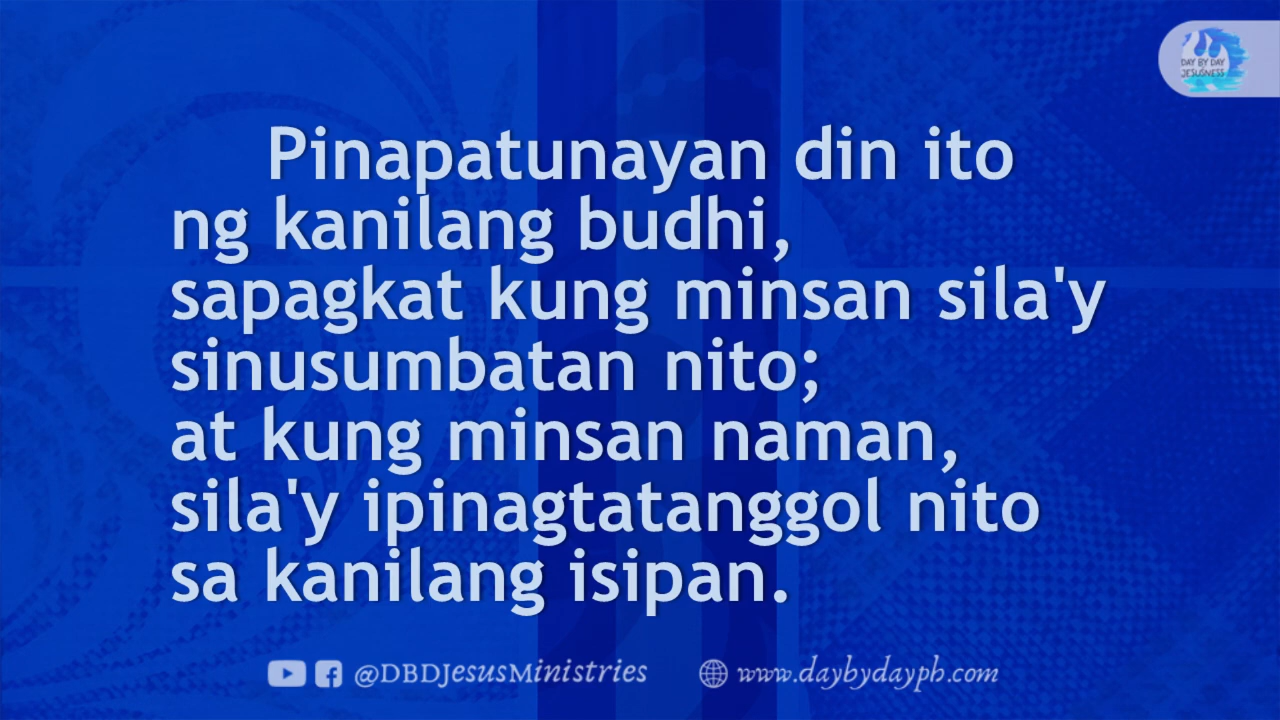 DAY BY DAY
JESUSNESS
Pinapatunayan din ito
ng kanilang budhi,
sapagkat kung minsan sila'y
sinusumbatan nito;
at kung minsan naman,
sila'y ipinagtatanggol nito
sa kanilang isipan.
@DBDJesusMinistries www.daybydayph.com